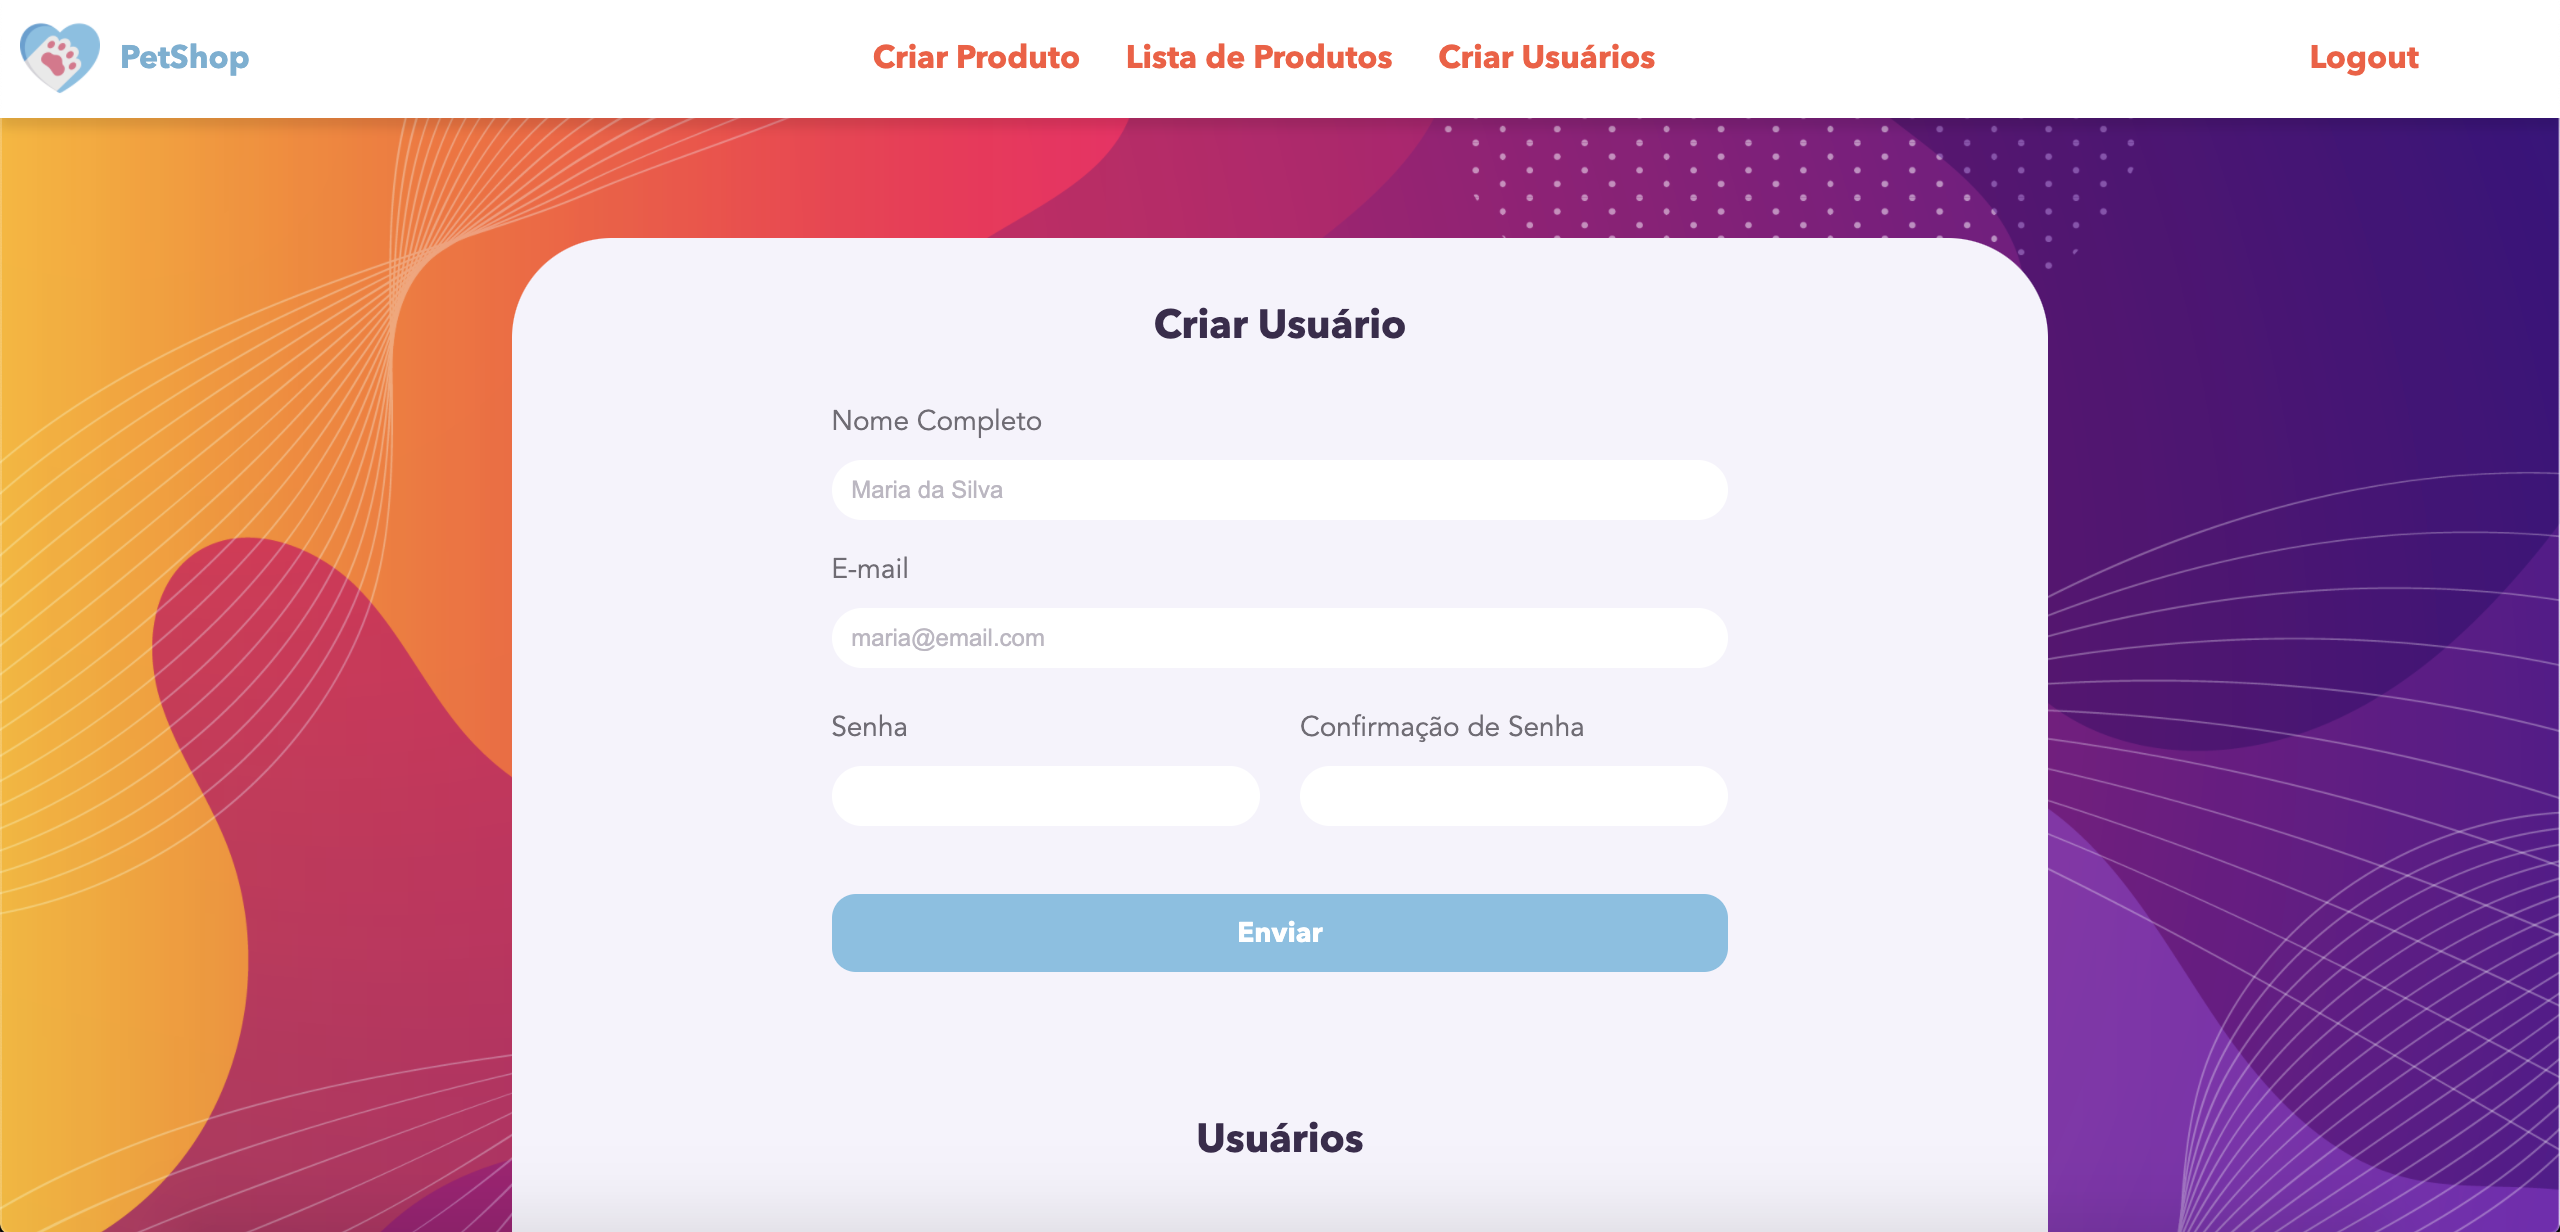 PetShop
Criar Produto
Lista de Produtos
Criar Usuários
Logout
Criar Usuário
Nome Completo
Maria da Silva
E-mail
maria@email.com
Senha
Confirmação de Senha
Enviar
Usuários